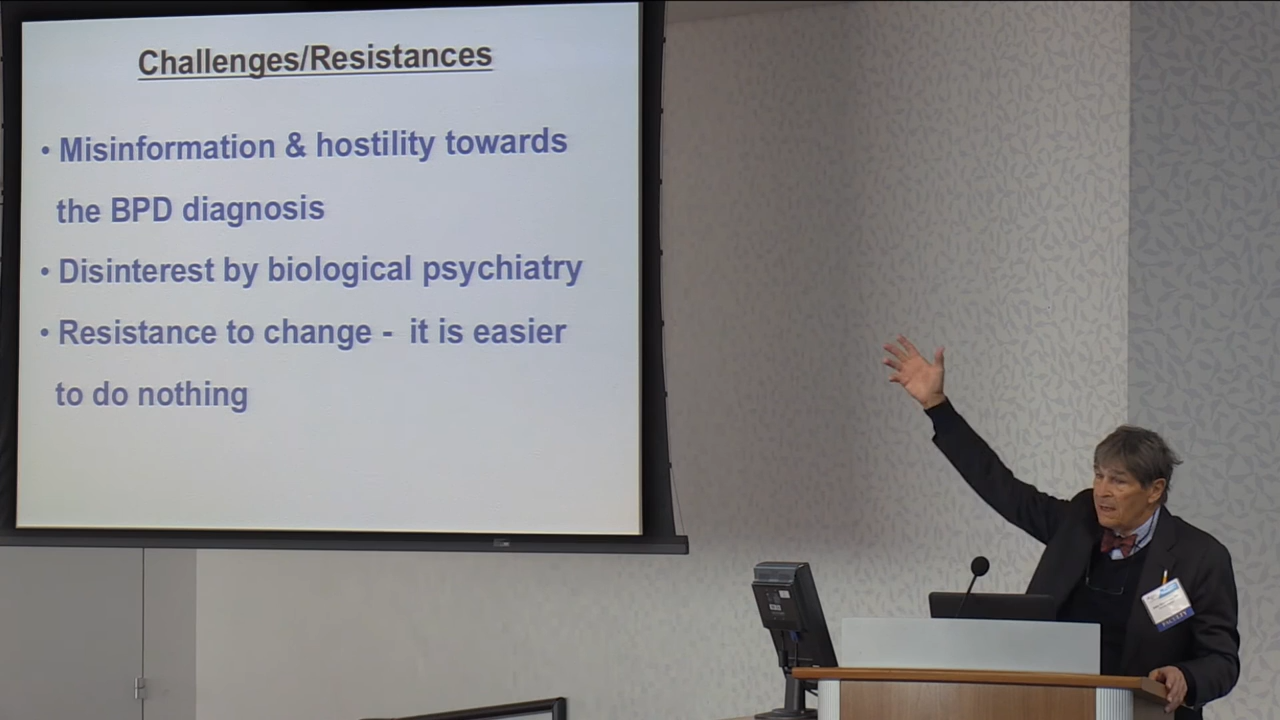 Challenges/Resistances
• Misinformation & hostility towards
the BPD diagnosis
• Disinterest by biological psychiatry
• Resistance to change - it is easier
to do nothing
FACULTY